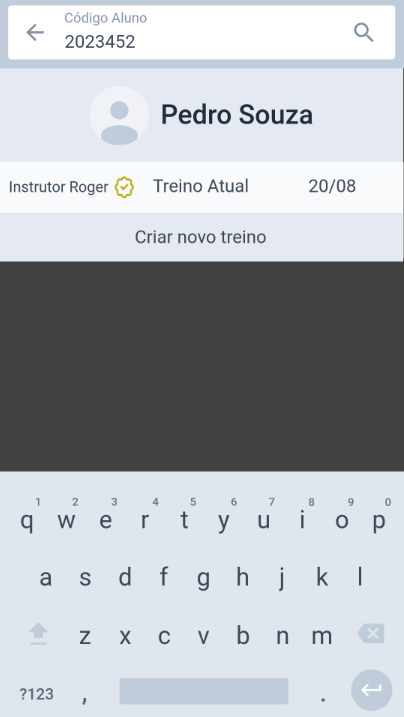 Código Aluno
2023452
Pedro Souza
Instrutor Roger Treino Atual 20/08
Criar novo treino
1 2 3 4 5 6 7 8 9 0
q w e r t y u i o p
a s d f g h j k l
z x c v b n m
?123 , .